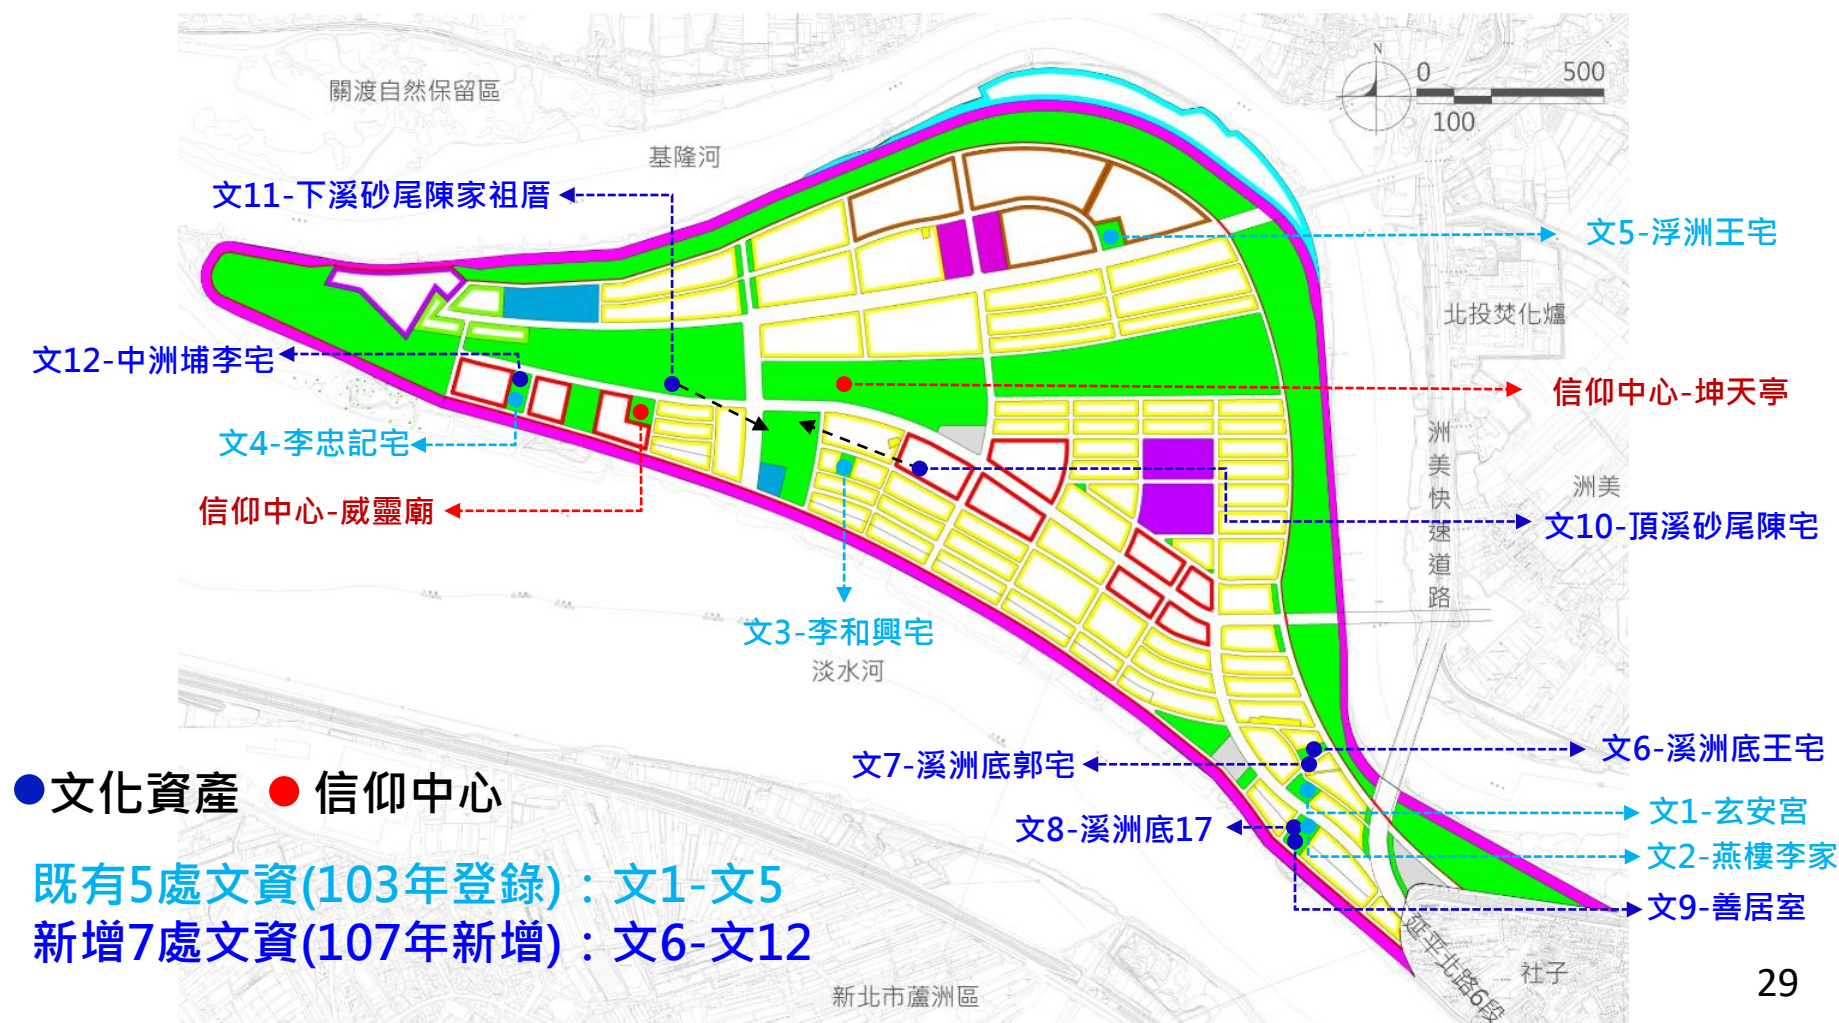 N
0
500
100
關渡自然保留區
基隆河
文11-下溪砂尾陳家祖厝
文5-浮洲王宅
北投焚化爐
文12-中洲埔李宅
信仰中心-坤天亭
文4-李忠記宅
洲美快速道路
洲美
信仰中心-威靈廟
文10-頂溪砂尾陳宅
文3-李和興宅
淡水河
文6-溪洲底王宅
文7-溪洲底郭宅
文化資產
信仰中心
文1-玄安宮
文8-溪洲底17
文2-燕樓李家
既有5處文資(103年登錄)：文1-文5
文9-善居室
新增7處文資(107年新增)：文6-文12
延平北路6段
社子
新北市蘆洲區
29